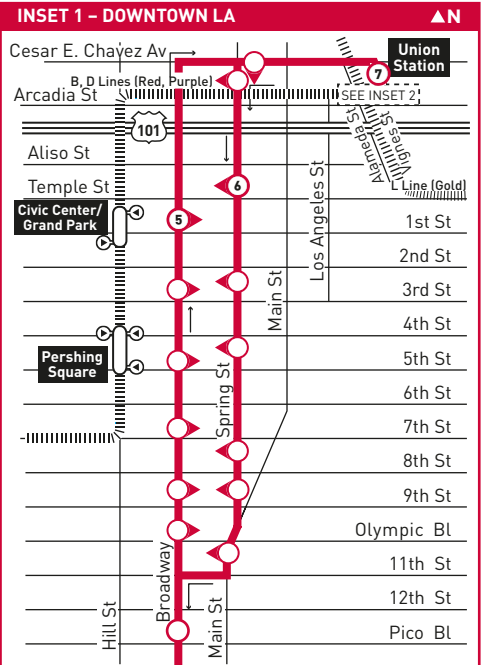 INSET 1 – DOWNTOWN LA
N
Cesar E. Chavez Av
Union
Station
7
B, D Lines (Red, Purple)
Arcadia St
SEE INSET 2
101
Alameda St
Vignes St
Aliso St
Temple St
6
L Line (Gold)
Civic Center/
Grand Park
5
Los Angeles St
1st St
2nd St
Main St
3rd St
4th St
Pershing
Square
5th St
Spring St
6th St
7th St
8th St
9th St
Olympic Bl
11th St
Broadway
12th St
Hill St
Main St
Pico Bl